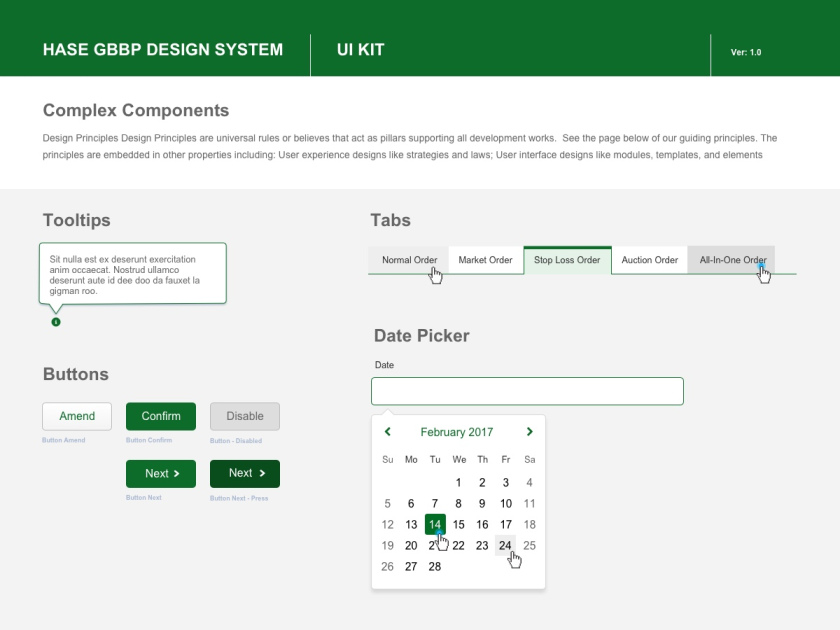 HASE GBBP DESIGN SYSTEM
UI KIT
Ver: 1.0
Complex Components
Design Principles Design Principles are universal rules or believes that act as pillars supporting all development works.  See the page below of our guiding principles. The
principles are embedded in other properties including: User experience designs like strategies and laws; User interface designs like modules, templates, and elements
Tooltips
Sit nulla est ex deserunt exercitation
anim occaecat. Nostrud ullamco
deserunt aute id dee doo da fauxet la
gigman roo.
i
Buttons
Amend
Confirm
Disable
Button Amend
Button Confirm
Button - Disabled
Next
Next
Button Next
Button Next - Press
Tabs
Normal Order
Market Order
Stop Loss Order
Auction Order
All-In-One Order
Date Picker
Date
February 2017
Su Mo Tu We Th Fr Sa
1 2 3 4
5 6 7 8 9 10 11
12 13 14 15 16 17 18
19 20 22 23 24 25
26 27 28